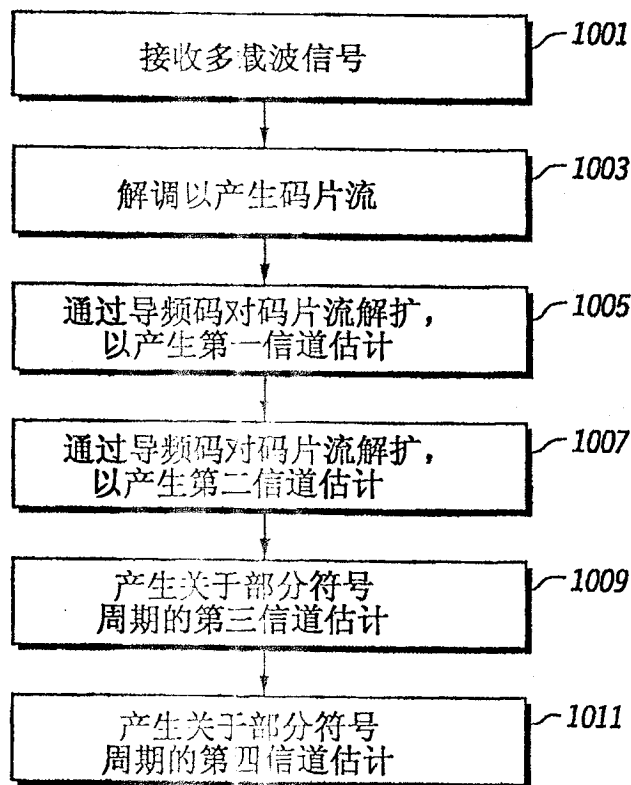 接收多载波信号
1001
解调以产生码片流
1003
通过导频码对码片流解扩，
以产生第一信道估计
1005
通过导频码对码片流解扩，
以产生第二信道估计
1007
产生关于部分符号
周期的第三信道估计
1009
产生关于部分符号
周期的第四信道估计
1011